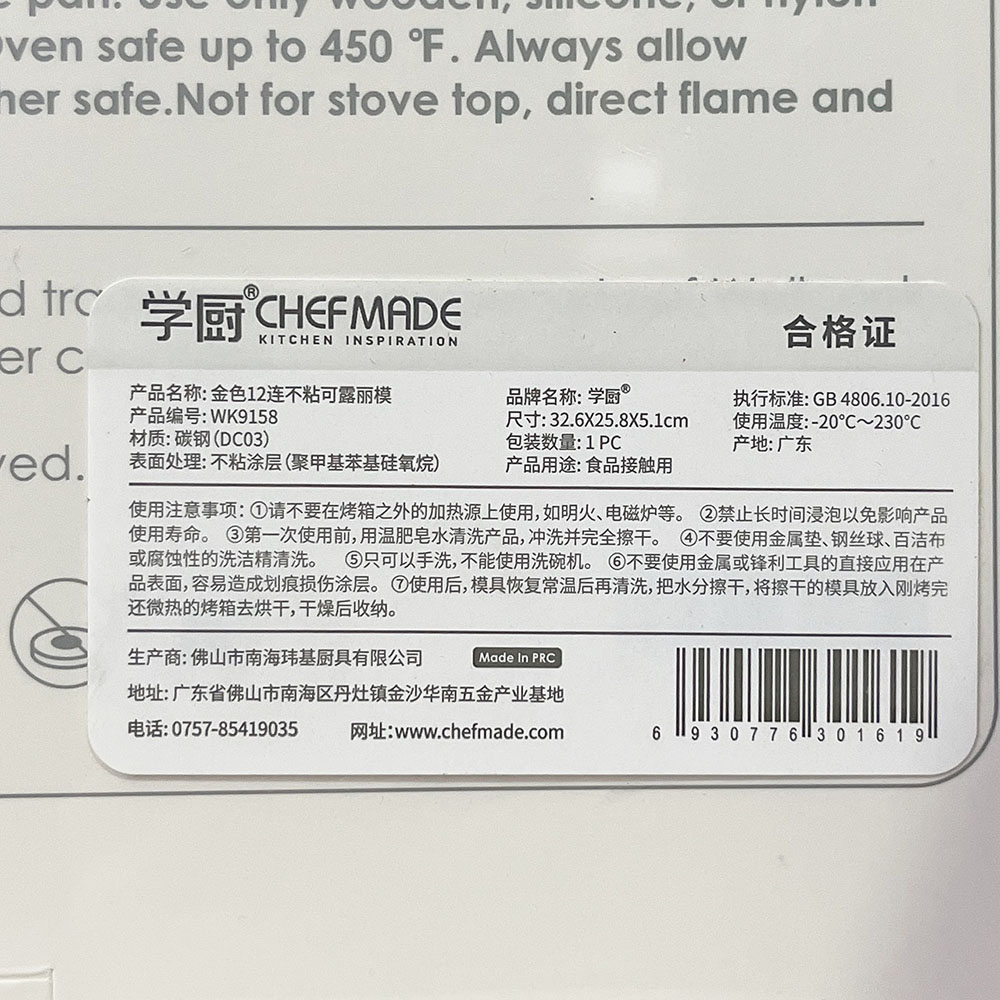 pan. Use only wooden, silicone, or nylon
ven safe up to 450 °F. Always allow
her safe.Not for stove top, direct flame and
d tra
er c
ved.
学厨®CHEFMADE
KITCHEN INSPIRATION
合格证
产品名称: 金色12连不粘可露丽模
产品编号: WK9158
材质: 碳钢(DC03)
表面处理: 不粘涂层(聚甲基苯基硅氧烷)
品牌名称: 学厨®
尺寸: 32.6X25.8X5.1cm
包装数量: 1 PC
产品用途: 食品接触用
执行标准: GB 4806.10-2016
使用温度: -20°C～230°C
产地: 广东
使用注意事项: ①请不要在烤箱之外的加热源上使用, 如明火、电磁炉等。 ②禁止长时间浸泡以免影响产品
使用寿命。 ③第一次使用前, 用温肥皂水清洗产品, 冲洗并完全擦干。 ④不要使用金属垫、钢丝球、百洁布
或腐蚀性的洗洁精清洗。 ⑤只可以手洗, 不能使用洗碗机。 ⑥不要使用金属或锋利工具的直接应用在产
品表面, 容易造成划痕损伤涂层。 ⑦使用后, 模具恢复常温后再清洗, 把水分擦干, 将擦干的模具放入刚烤完
还微热的烤箱去烘干, 干燥后收纳。
生产商: 佛山市南海玮基厨具有限公司
Made In PRC
地址: 广东省佛山市南海区丹灶镇金沙华南五金产业基地
电话: 0757-85419035 网址: www.chefmade.com
6 930776 301619